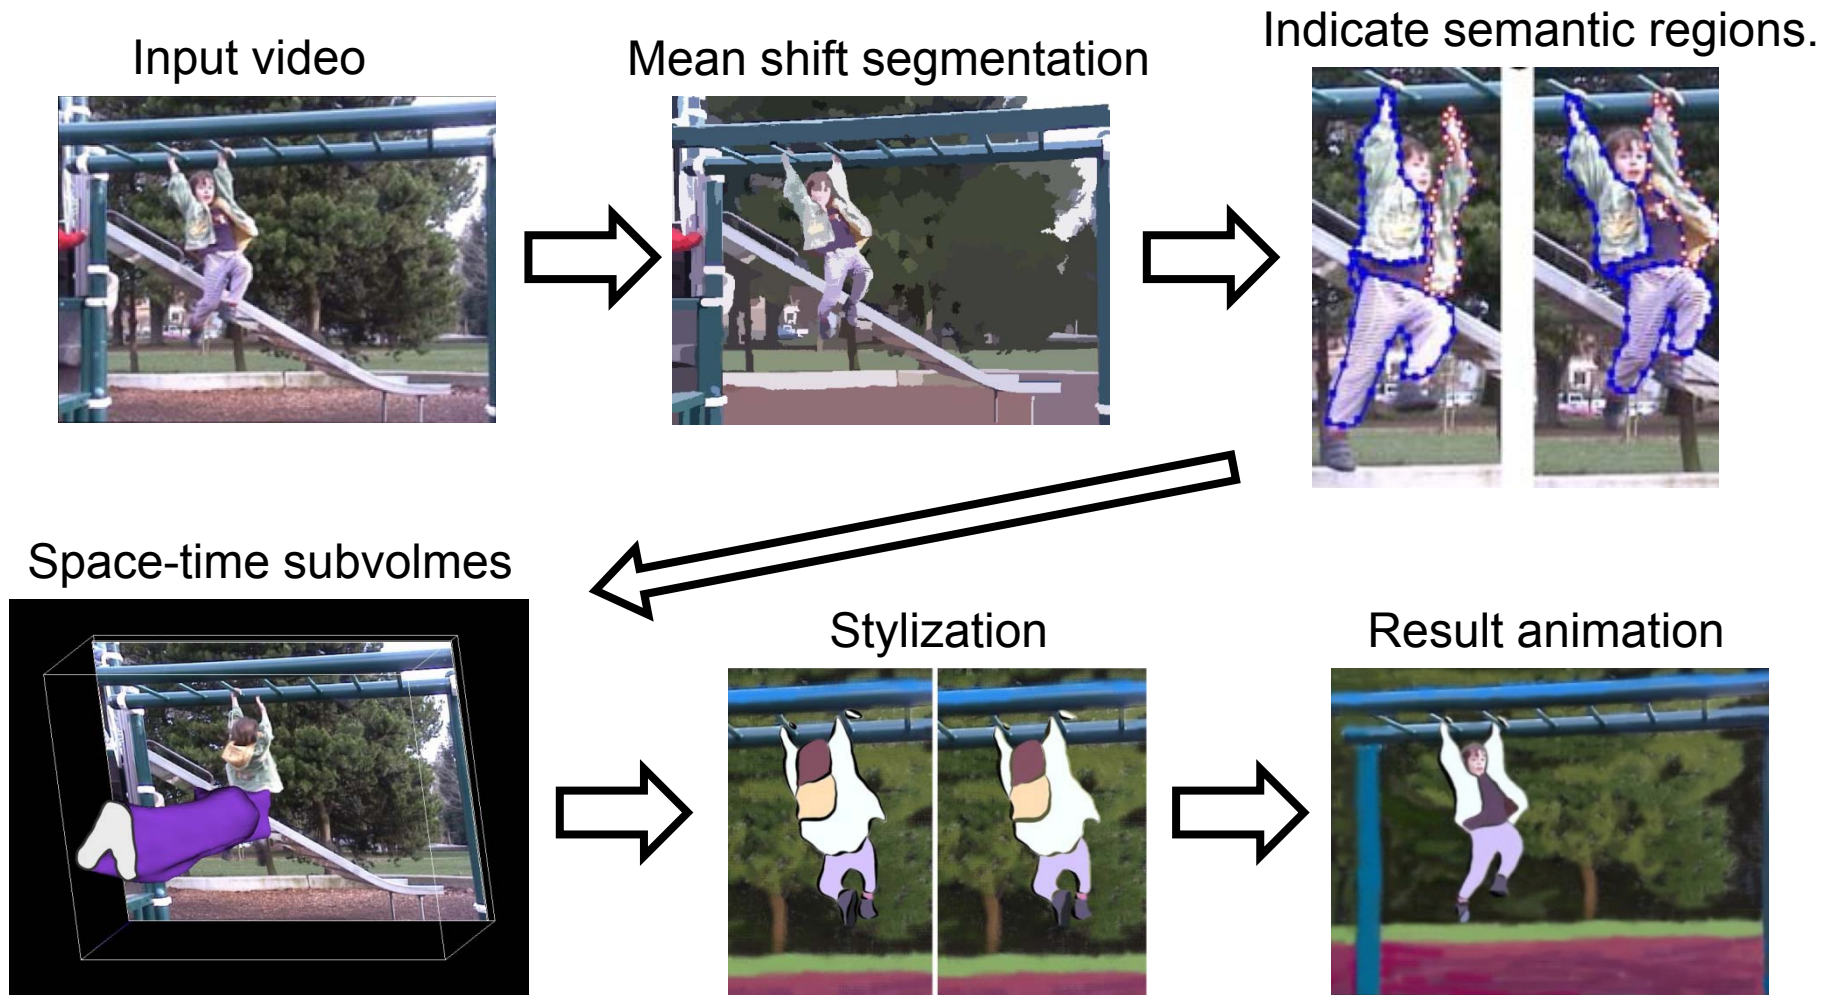 Input video
Mean shift segmentation
Indicate semantic regions.
Space-time subvolmes
Stylization
Result animation